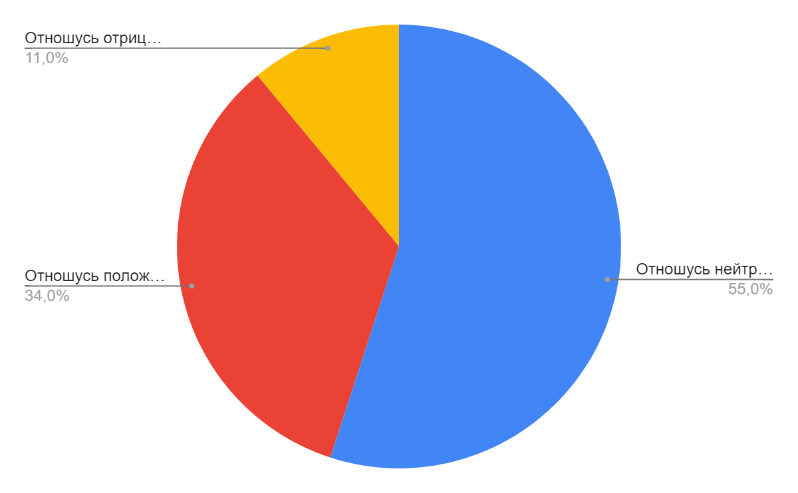 Отношусь отриц…
11,0%
Отношусь полож…
34,0%
Отношусь нейтр…
55,0%